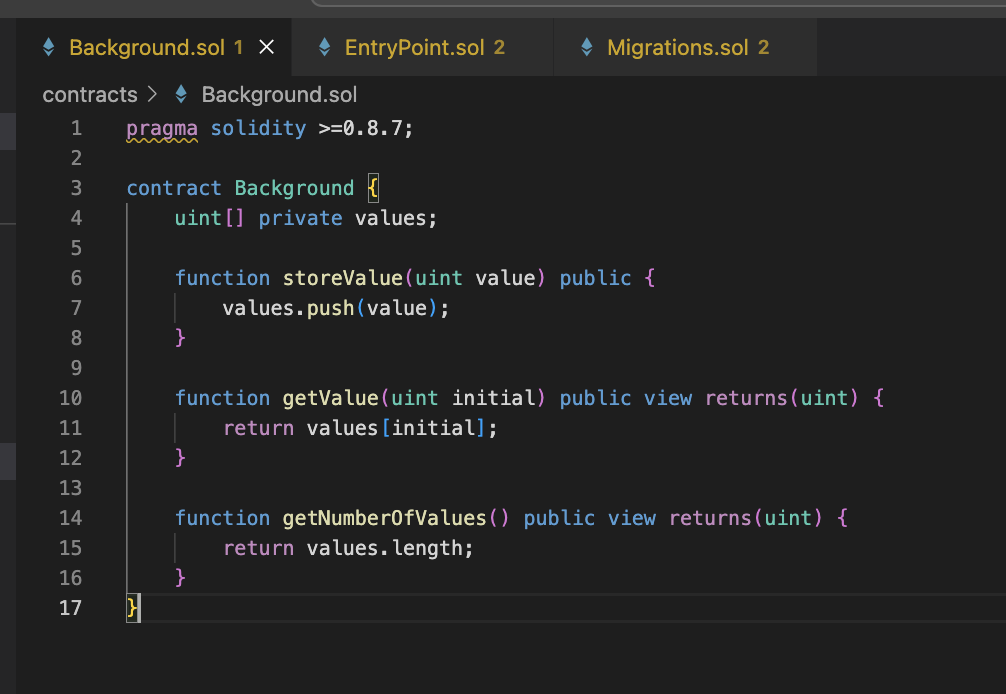 Background.sol 1 EntryPoint.sol 2 Migrations.sol 2
contracts > Background.sol
1 pragma solidity >=0.8.7;
2
3 contract Background {
4     uint[] private values;
5
6     function storeValue(uint value) public {
7         values.push(value);
8     }
9
10     function getValue(uint initial) public view returns(uint) {
11         return values[initial];
12     }
13
14     function getNumberOfValues() public view returns(uint) {
15         return values.length;
16     }
17 }